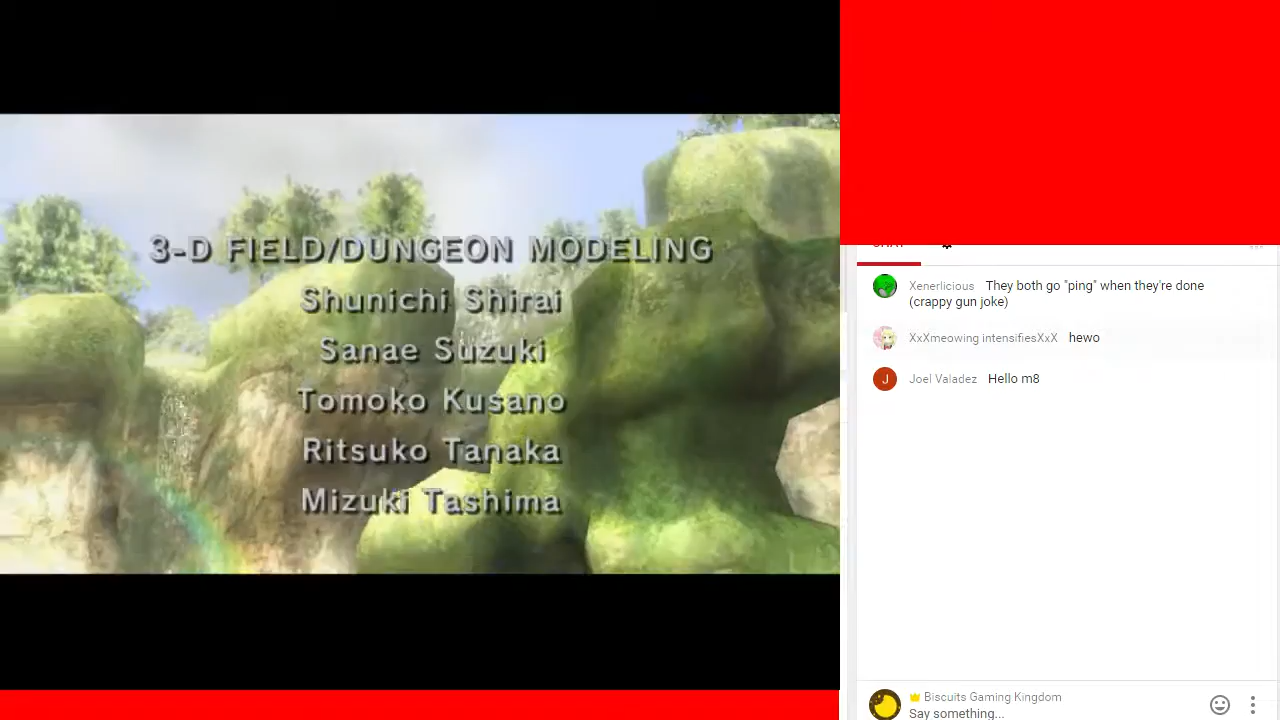 3-D FIELD/DUNGEON MODELING
Shunichi Shirai
Sanae Suzuki
Tomoko Kusano
Ritsuko Tanaka
Mizuki Tashima
Xenerlicious They both go "ping" when they're done
(crappy gun joke)
XxXmeowing intensifiesXxX hewo
J Joel Valadez Hello m8
Biscuits Gaming Kingdom
Say something...